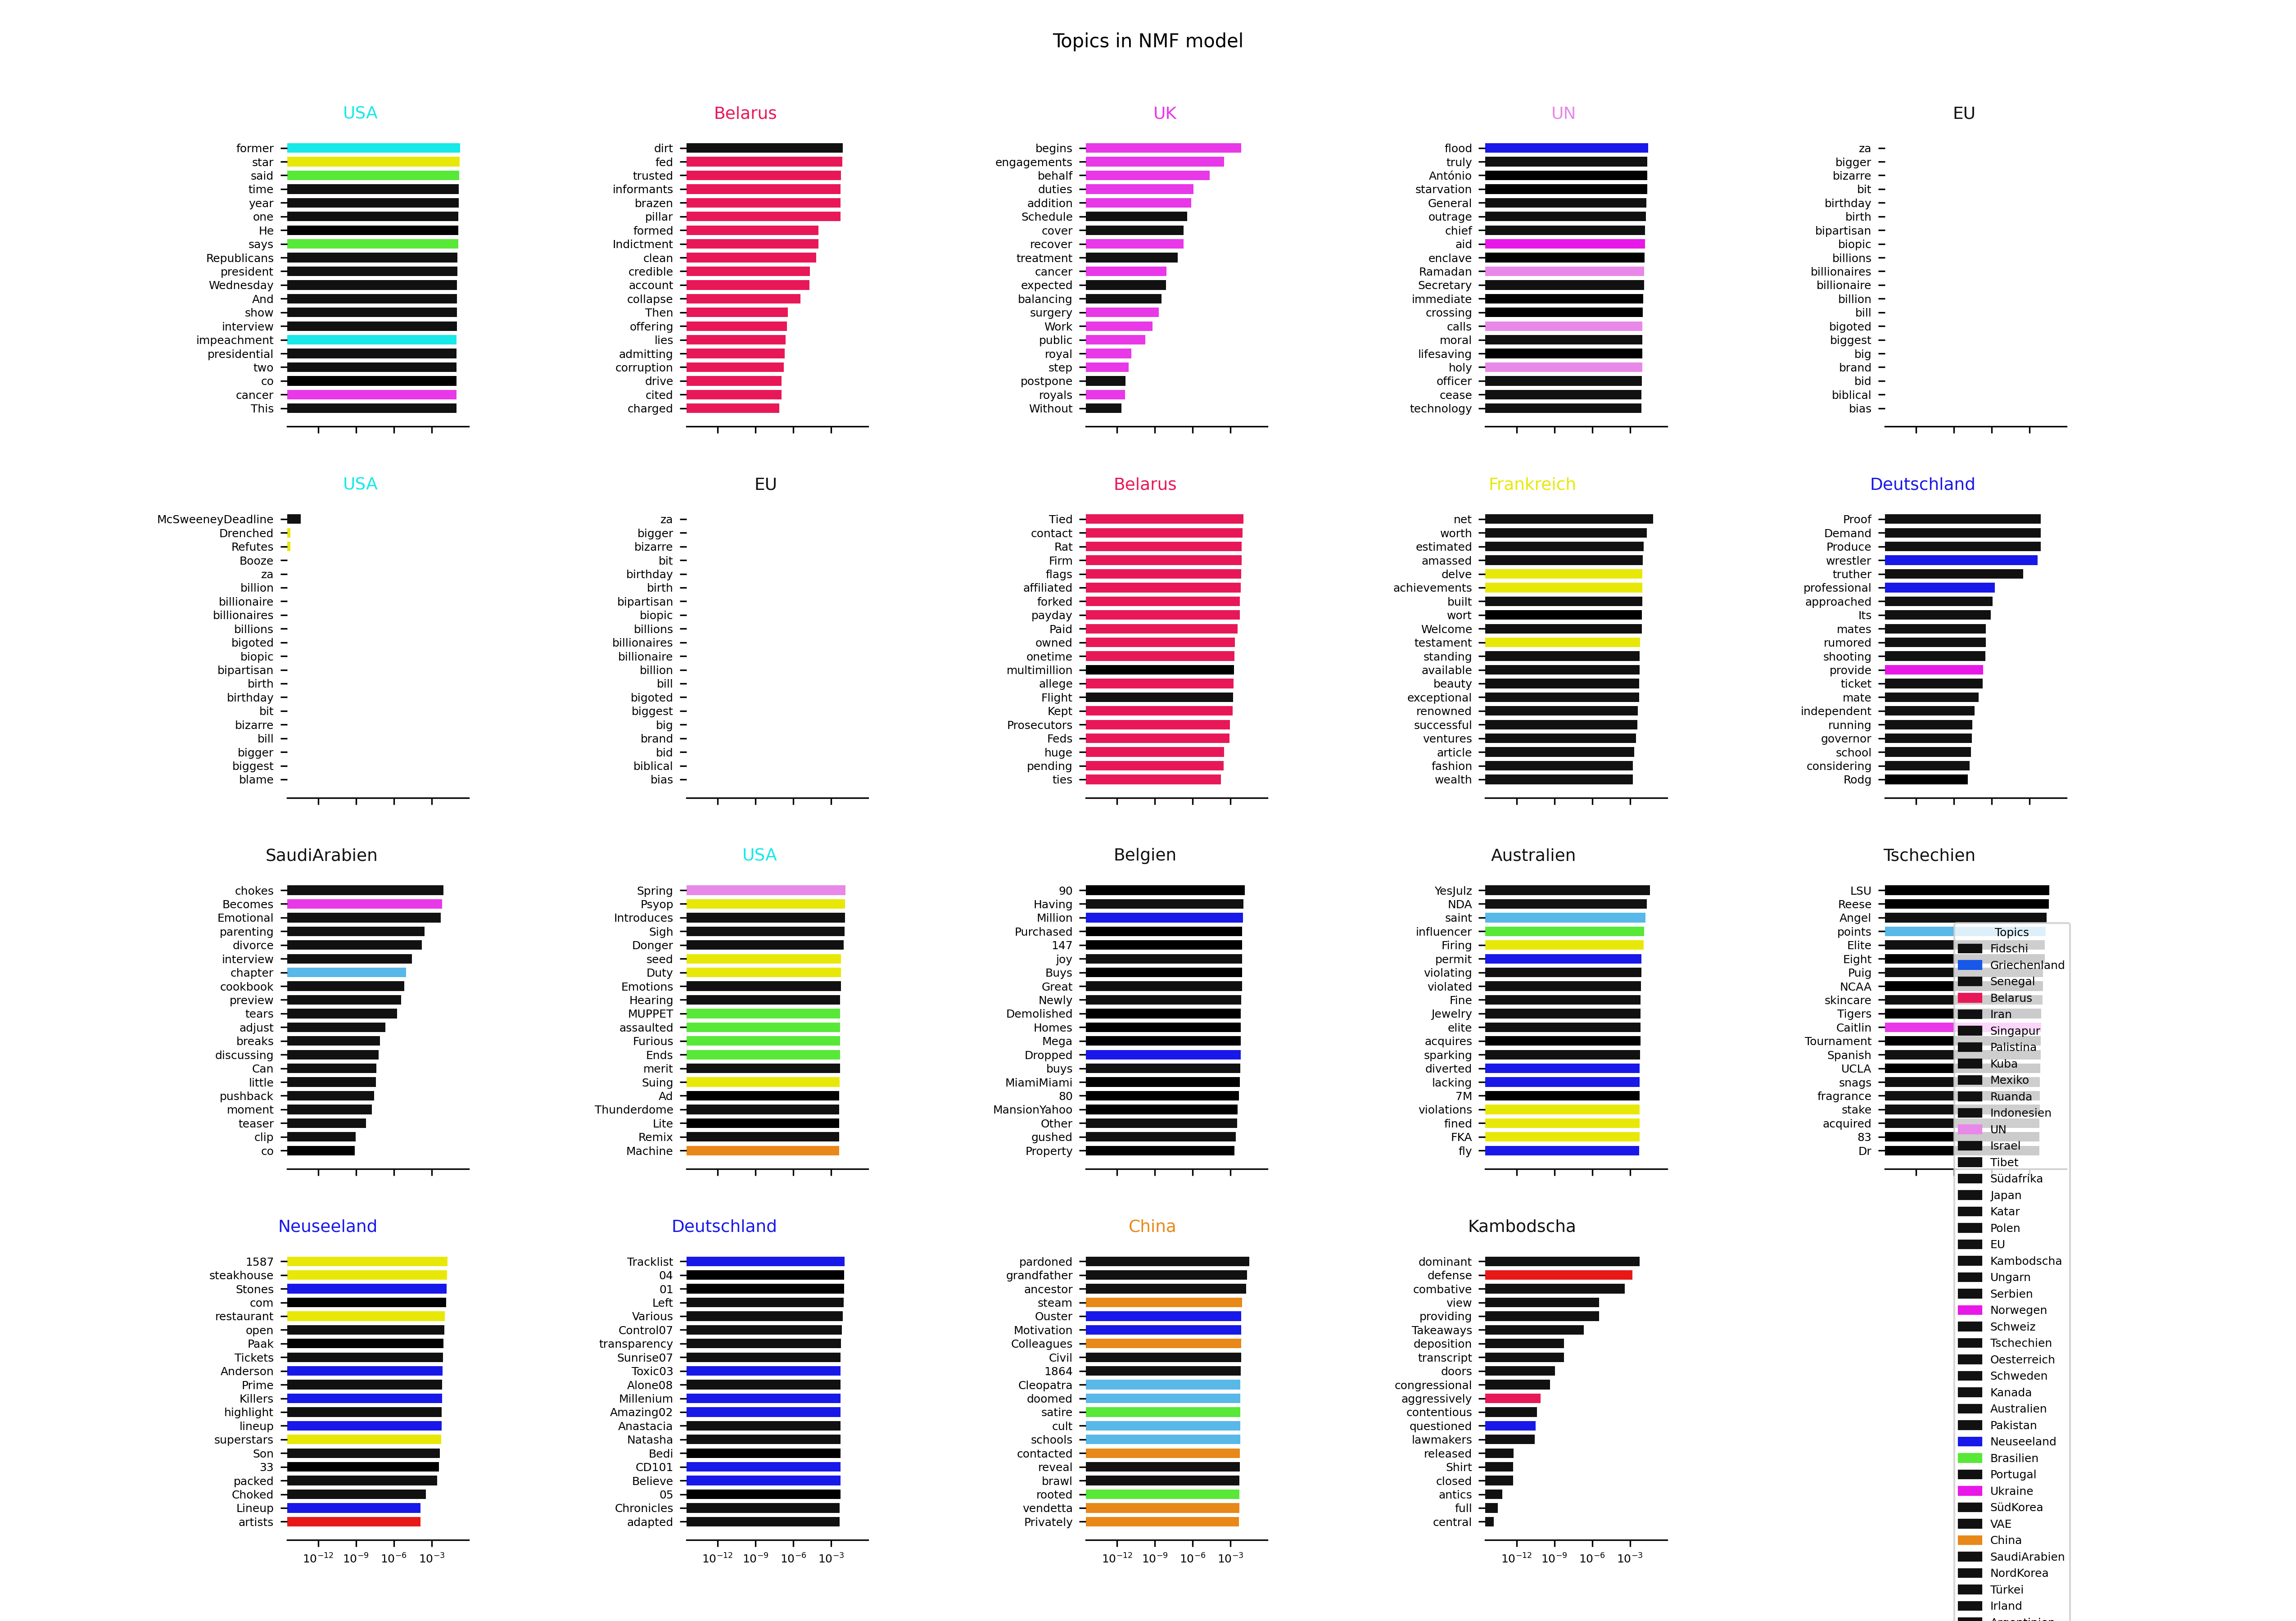 Topics in NMF model
USA
former
star
said
time
year
one
He
says
Republicans
president
Wednesday
And
show
interview
impeachment
presidential
two
co
cancer
This
Belarus
dirt
fed
trusted
informants
brazen
pillar
formed
Indictment
clean
credible
account
collapse
Then
offering
lies
admitting
corruption
drive
cited
charged
UK
begins
engagements
behalf
duties
addition
Schedule
cover
recover
treatment
cancer
expected
balancing
surgery
Work
public
royal
step
postpone
royals
Without
UN
flood
truly
António
starvation
General
outrage
chief
aid
enclave
Ramadan
Secretary
immediate
crossing
calls
moral
lifesaving
holy
officer
cease
technology
EU
za
bigger
bizarre
bit
birthday
birth
bipartisan
biopic
billions
billionaires
billionaire
billion
bill
bigoted
biggest
big
brand
bid
biblical
bias
USA
McSweeneyDeadline
Drenched
Refutes
Booze
za
billion
billionaire
billionaires
billions
bigoted
biopic
bipartisan
birth
birthday
bit
bizarre
bill
bigger
biggest
blame
EU
za
bigger
bizarre
bit
birthday
birth
bipartisan
biopic
billions
billionaires
billionaire
billion
bill
bigoted
biggest
big
brand
bid
biblical
bias
Belarus
Tied
contact
Rat
Firm
flags
affiliated
forked
payday
Paid
owned
onetime
multimillion
allege
Flight
Kept
Prosecutors
Feds
huge
pending
ties
Frankreich
net
worth
estimated
amassed
delve
achievements
built
wort
Welcome
testament
standing
available
beauty
exceptional
renowned
successful
ventures
article
fashion
wealth
Deutschland
Proof
Demand
Produce
wrestler
truther
professional
approached
Its
mates
rumored
shooting
provide
ticket
mate
independent
running
governor
school
considering
Rodg
SaudiArabien
chokes
Becomes
Emotional
parenting
divorce
interview
chapter
cookbook
preview
tears
adjust
breaks
discussing
Can
little
pushback
moment
teaser
clip
co
USA
Spring
Psyop
Introduces
Sigh
Donger
seed
Duty
Emotions
Hearing
MUPPET
assaulted
Furious
Ends
merit
Suing
Ad
Thunderdome
Lite
Remix
Machine
Belgien
90
Having
Million
Purchased
147
joy
Buys
Great
Newly
Demolished
Homes
Mega
Dropped
buys
MiamiMiami
80
MansionYahoo
Other
gushed
Property
Australien
YesJulz
NDA
saint
influencer
Firing
permit
violating
violated
Fine
Jewelry
elite
acquires
sparking
diverted
lacking
7M
violations
fined
FKA
fly
Tschechien
LSU
Reese
Angel
points
Elite
Eight
Puig
NCAA
skincare
Tigers
Caitlin
Tournament
Spanish
UCLA
snags
fragrance
stake
acquired
83
Dr
Neuseeland
1587
steakhouse
Stones
com
restaurant
open
Paak
Tickets
Anderson
Prime
Killers
highlight
lineup
superstars
Son
33
packed
Choked
Lineup
artists
10⁻¹² 10⁻⁹ 10⁻⁶ 10⁻³
Deutschland
Tracklist
04
01
Left
Various
Control07
transparency
Sunrise07
Toxic03
Alone08
Millenium
Amazing02
Anastacia
Natasha
Bedi
CD101
Believe
05
Chronicles
adapted
10⁻¹² 10⁻⁹ 10⁻⁶ 10⁻³
China
pardoned
grandfather
ancestor
steam
Ouster
Motivation
Colleagues
Civil
1864
Cleopatra
doomed
satire
cult
schools
contacted
reveal
brawl
rooted
vendetta
Privately
10⁻¹² 10⁻⁹ 10⁻⁶ 10⁻³
Kambodscha
dominant
defense
combative
view
providing
Takeaways
deposition
transcript
doors
congressional
aggressively
contentious
questioned
lawmakers
released
Shirt
closed
antics
full
central
10⁻¹² 10⁻⁹ 10⁻⁶ 10⁻³
Topics
Fidschi
Griechenland
Senegal
Belarus
Iran
Singapur
Palistina
Kuba
Mexiko
Ruanda
Indonesien
UN
Israel
Tibet
Südafrika
Japan
Katar
Polen
EU
Kambodscha
Ungarn
Serbien
Norwegen
Schweiz
Tschechien
Oesterreich
Schweden
Kanada
Australien
Pakistan
Neuseeland
Brasilien
Portugal
Ukraine
SüdKorea
VAE
China
SaudiArabien
NordKorea
Türkei
Irland